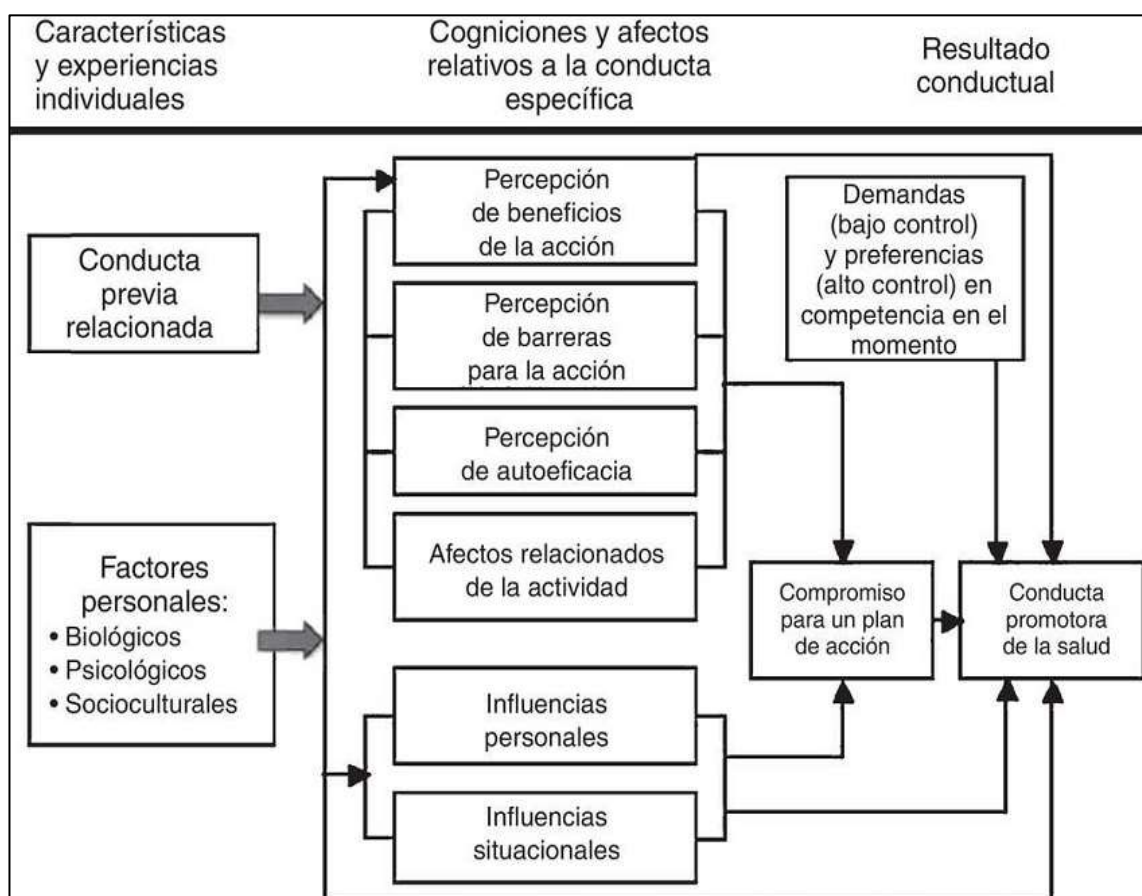 Características
y experiencias
individuales
Cogniciones y afectos
relativos a la conducta
específica
Resultado
conductual
Conducta
previa
relacionada
Factores
personales:
• Biológicos
• Psicológicos
• Socioculturales
Percepción
de beneficios
de la acción
Percepción
de barreras
para la acción
Percepción
de autoeficacia
Afectos relacionados
de la actividad
Influencias
personales
Influencias
situacionales
Demandas
(bajo control)
y preferencias
(alto control) en
competencia en el
momento
Compromiso
para un plan
de acción
Conducta
promotora
de la salud